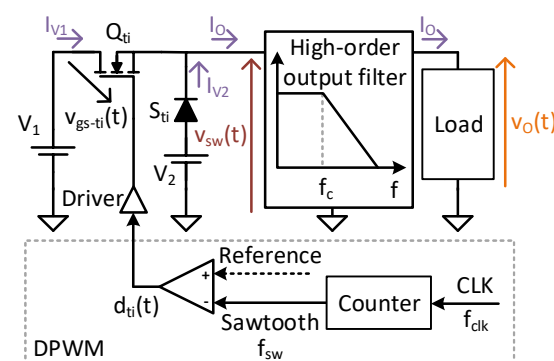 I_V1
Q_ti
I_O
High-order
output filter
I_O
v_gs-ti(t)
I_V2
V_1
S_ti
v_sw(t)
Load
v_O(t)
V_2
f_c
f
Driver
Reference
+
-
CLK
Counter
d_ti(t)
Sawtooth
f_clk
f_sw
DPWM